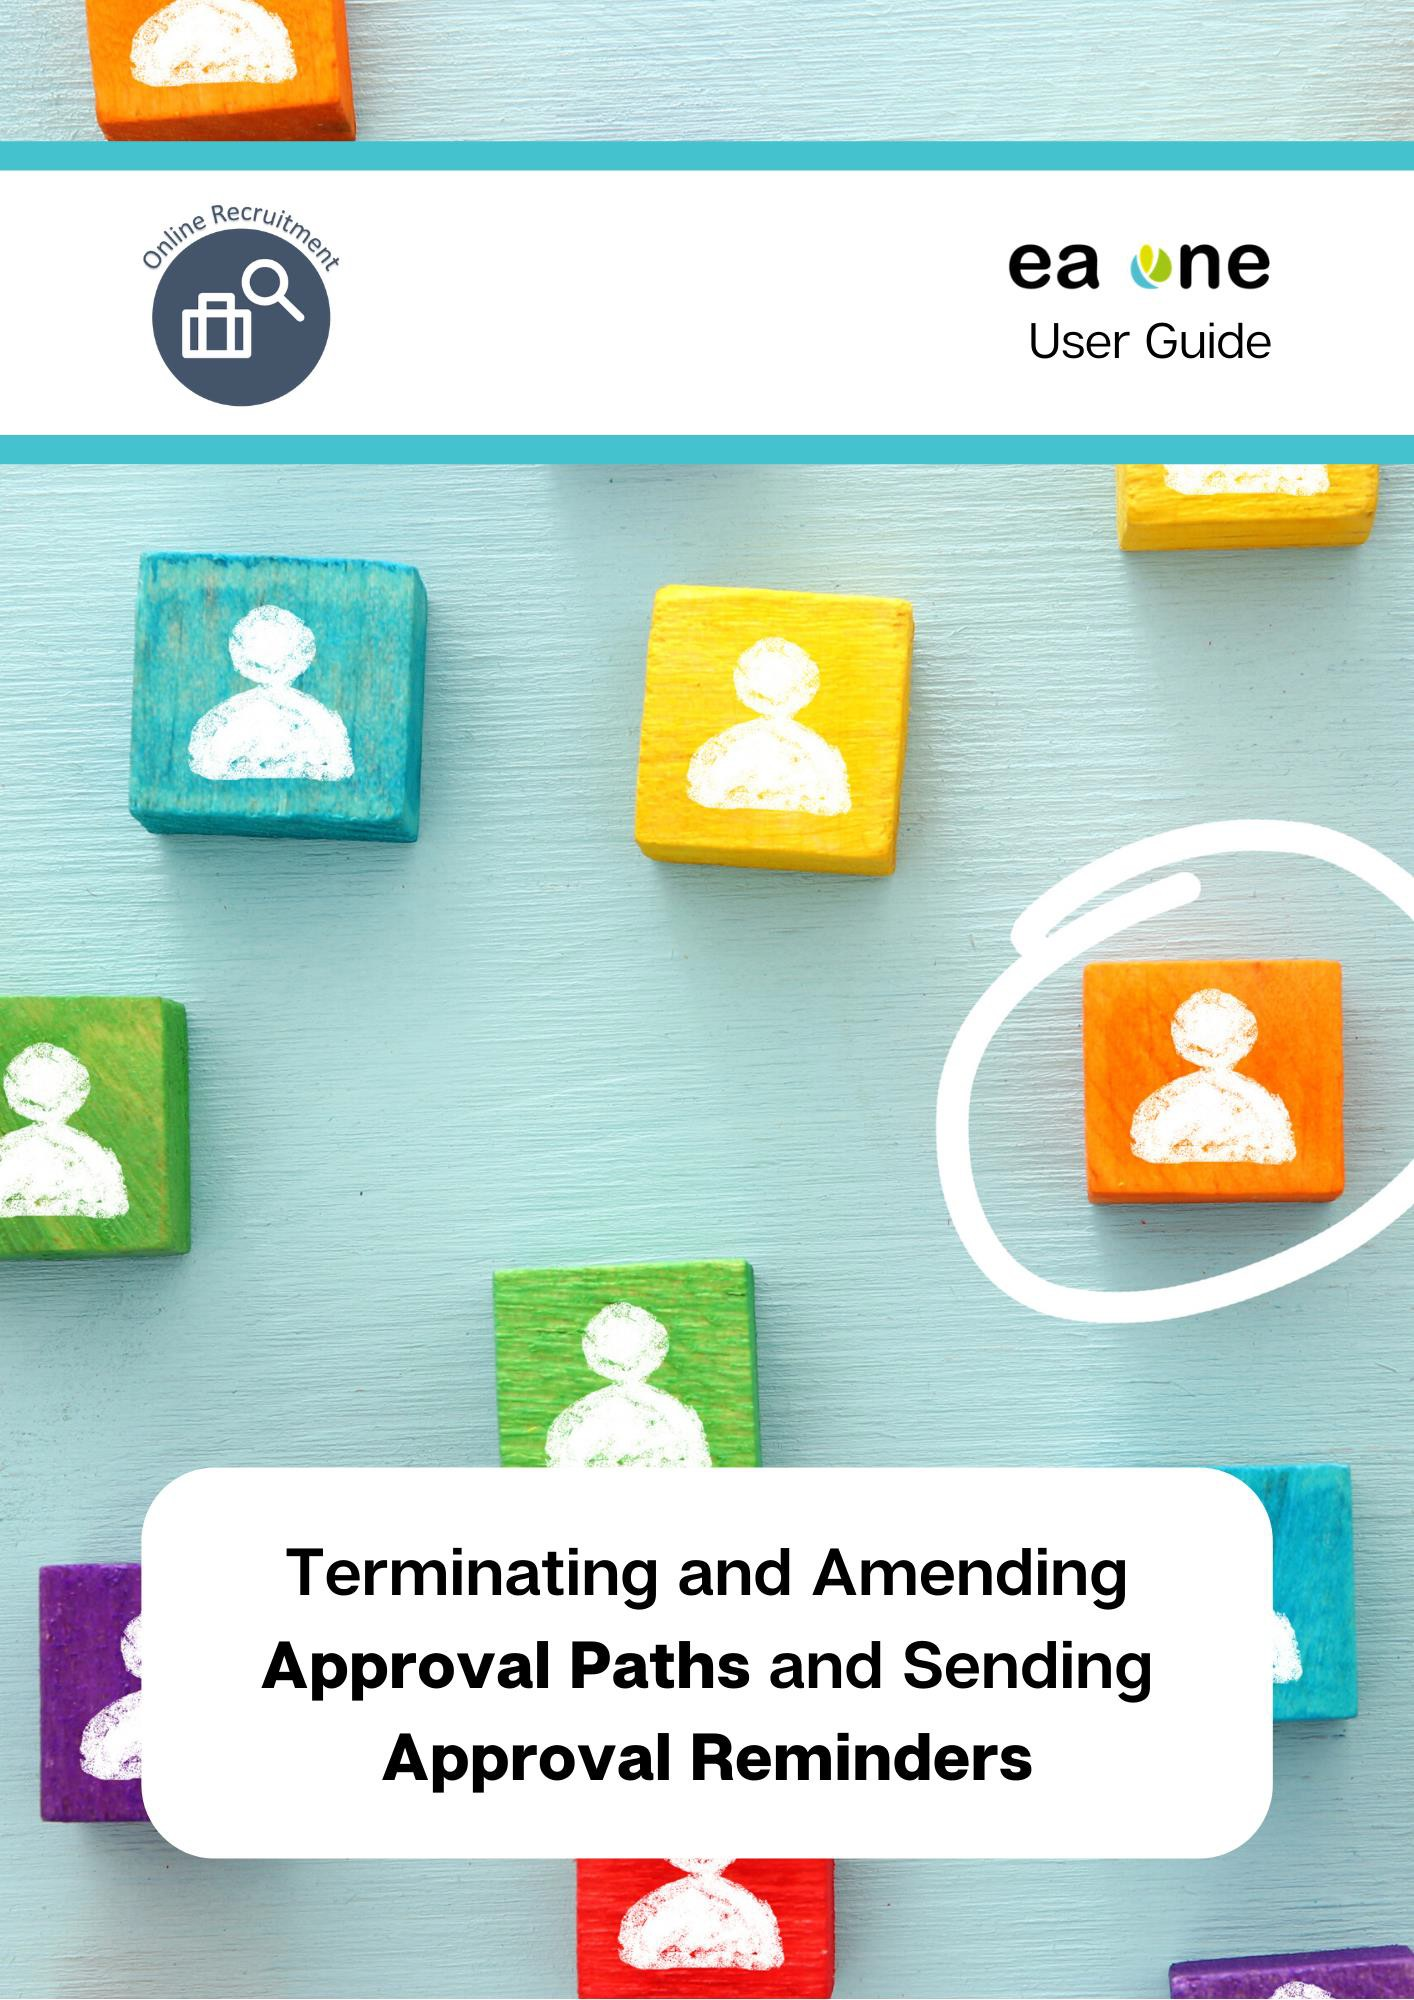 Online Recruitment
ea one
User Guide
Terminating and Amending
Approval Paths and Sending
Approval Reminders